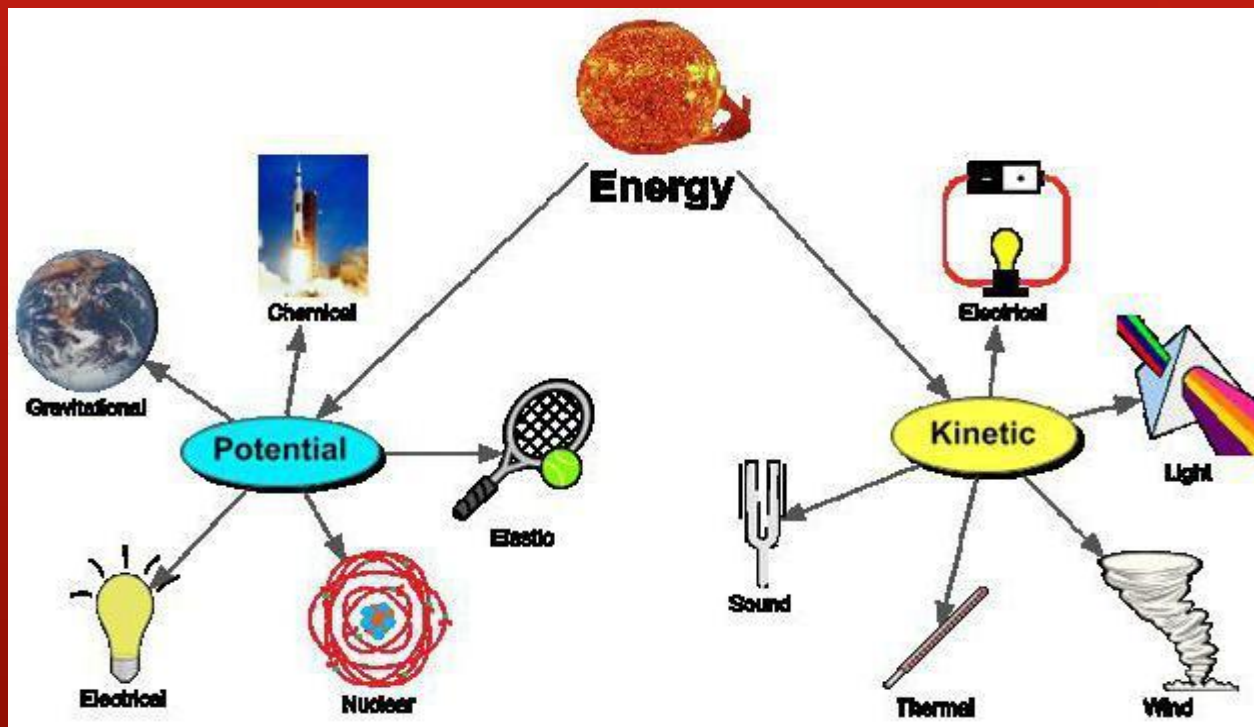 Energy
Chemical
Electrical
Gravitational
Potential
Kinetic
Light
Elastic
Sound
Electrical
Nuclear
Thermal
Wind